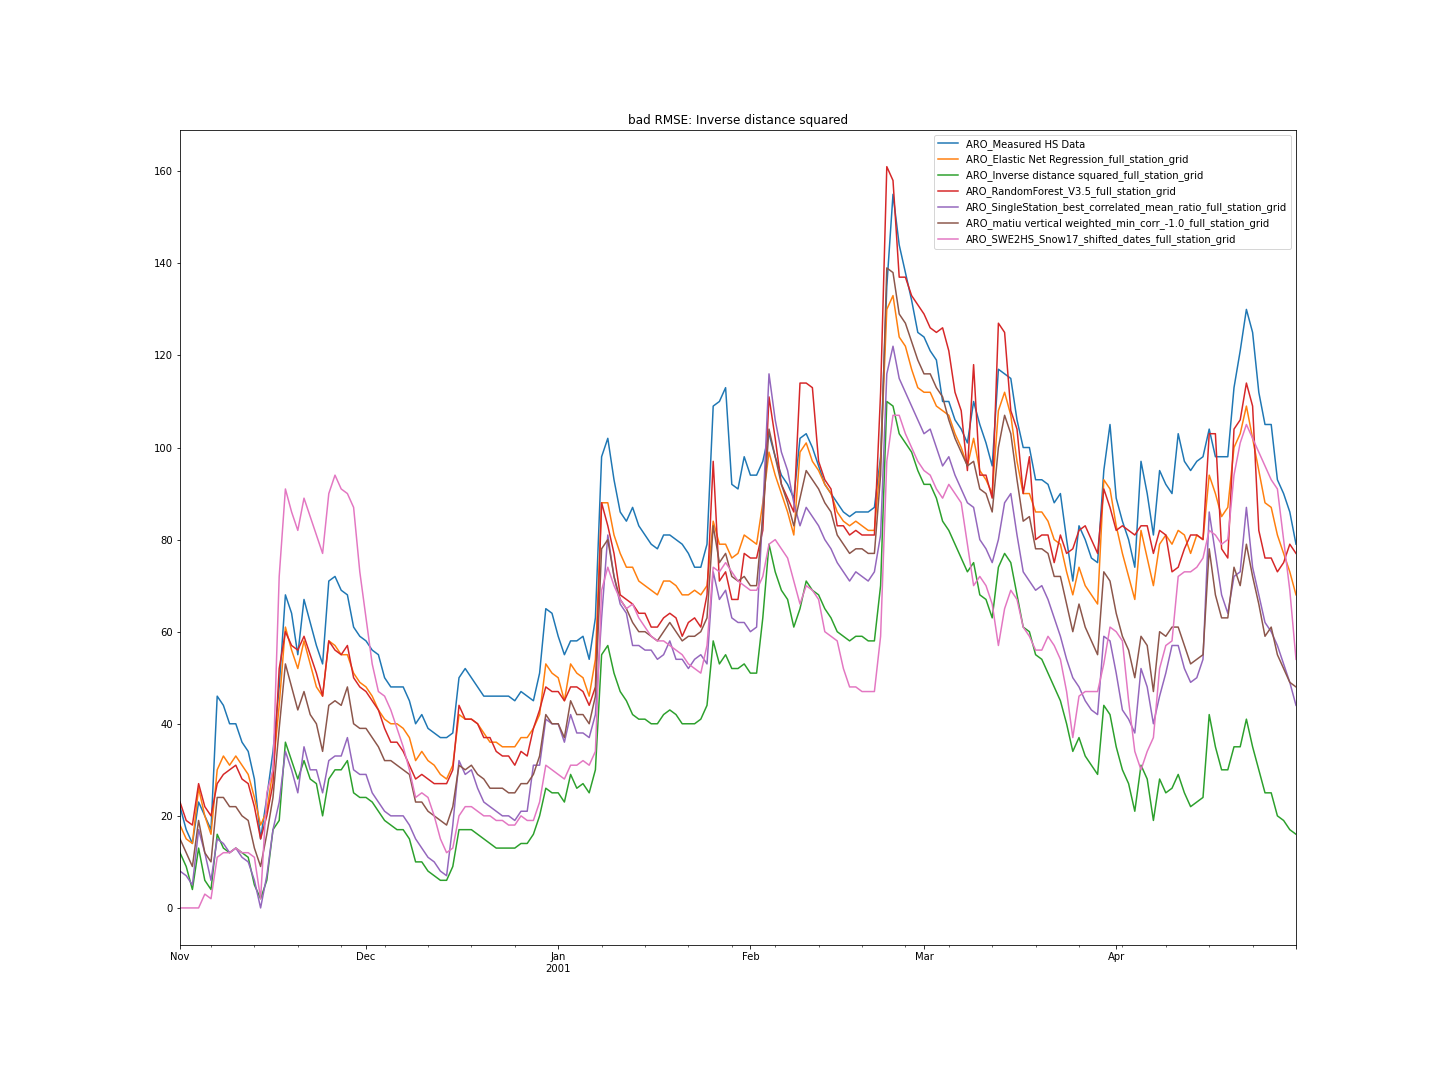 bad RMSE: Inverse distance squared
ARO_Measured HS Data
ARO_Elastic Net Regression_full_station_grid
ARO_Inverse distance squared_full_station_grid
ARO_RandomForest_V3.5_full_station_grid
ARO_SingleStation_best_correlated_mean_ratio_full_station_grid
ARO_matiu vertical weighted_min_corr_-1.0_full_station_grid
ARO_SWE2HS_Snow17_shifted_dates_full_station_grid
160
140
120
100
80
60
40
20
0
Nov Dec Jan Feb Mar Apr
2001